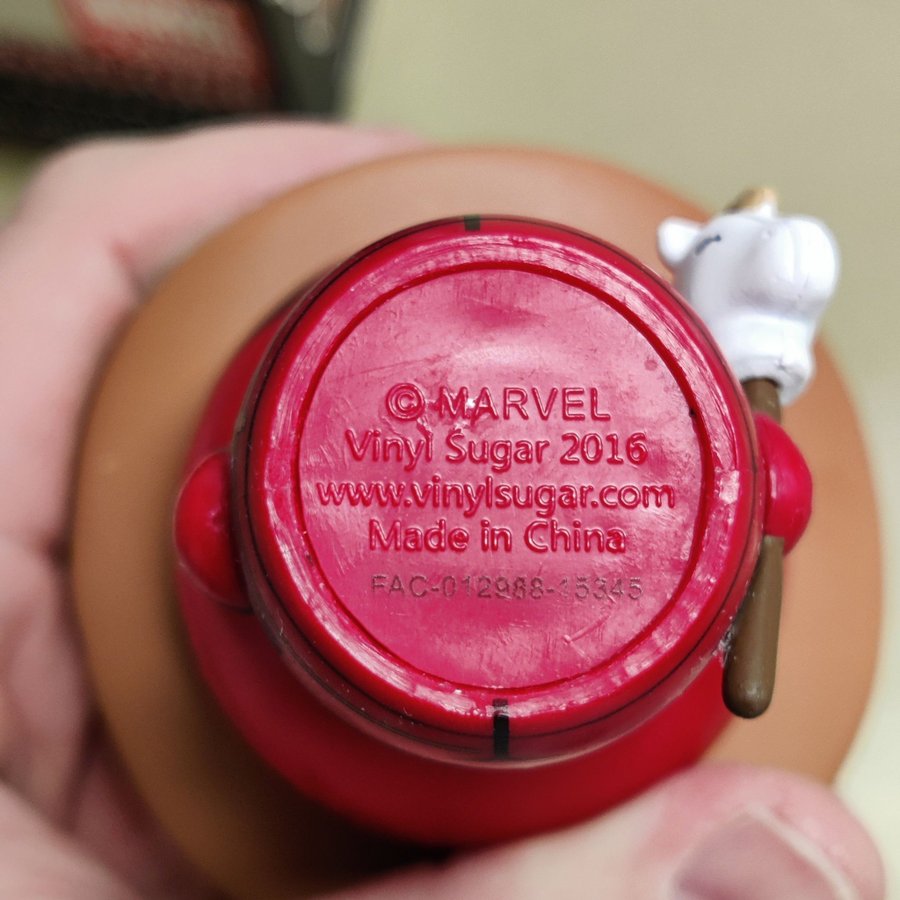 © MARVEL
Vinyl Sugar 2016
www.vinylsugar.com
Made in China
FAC-012988-15345